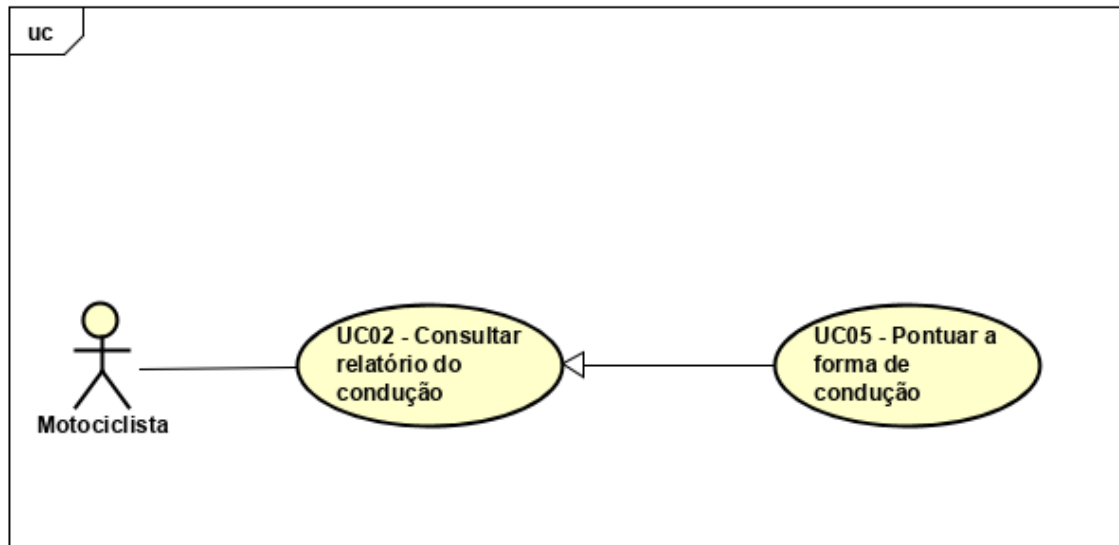 uc
UC02 - Consultar
relatório do
condução
UC05 - Pontuar a
forma de
condução
Motociclista